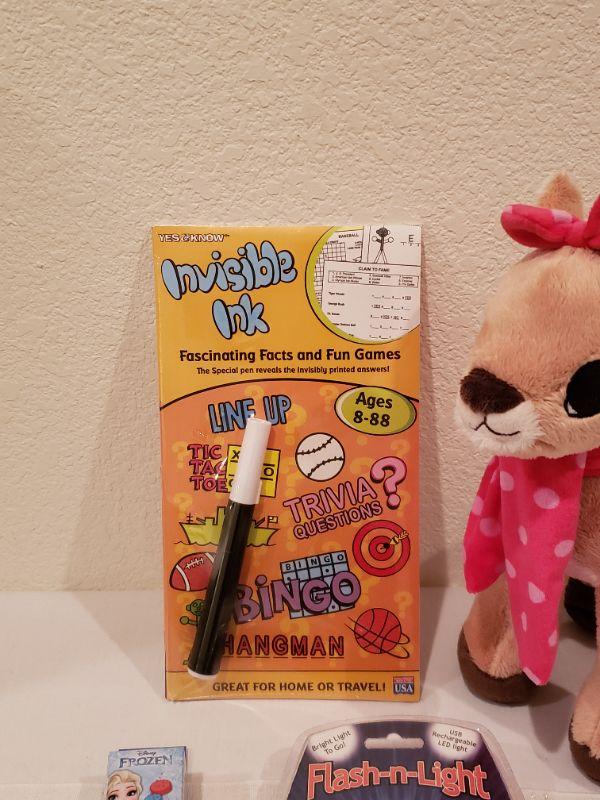 YES & KNOW™
Invisible
Ink
BASEBALL
E
CLAIM TO FAME
Fascinating Facts and Fun Games
The Special pen reveals the invisibly printed answers!
Ages
8-88
LINE UP
TIC
TAC
TOE
TRIVIA?
QUESTIONS
BINGO
BINGO
HANGMAN
GREAT FOR HOME OR TRAVEL!
USA
Disney
FROZEN
Bright Light
To Go!
USB
Rechargeable
LED light
Flash-n-Light